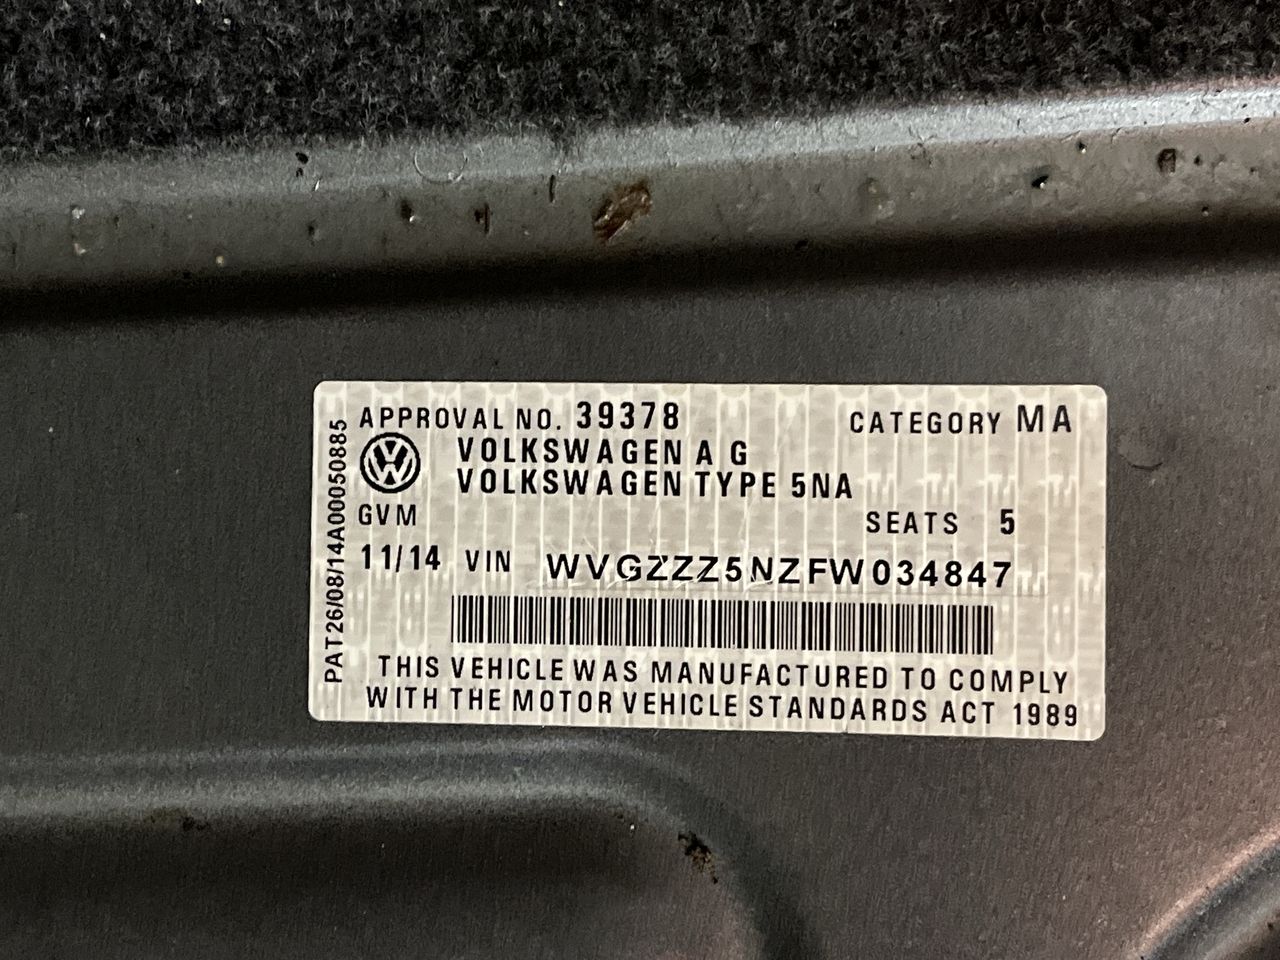 APPROVAL NO. 39378
CATEGORY MA
VOLKSWAGEN A G
VOLKSWAGEN TYPE 5NA
GVM
SEATS 5
11/14 VIN WVGZZZ5NZFW034847
THIS VEHICLE WAS MANUFACTURED TO COMPLY
WITH THE MOTOR VEHICLE STANDARDS ACT 1989
PAT26/08/14A00050885